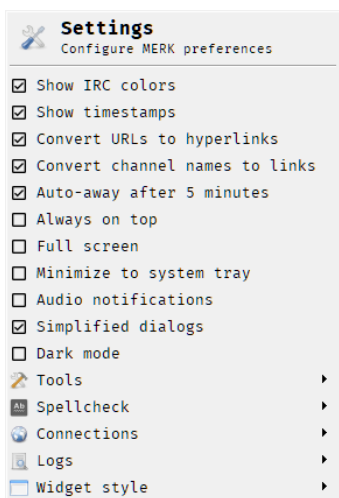 Settings
Configure MERK preferences
Show IRC colors
Show timestamps
Convert URLs to hyperlinks
Convert channel names to links
Auto-away after 5 minutes
Always on top
Full screen
Minimize to system tray
Audio notifications
Simplified dialogs
Dark mode
Tools
Ab Spellcheck
Connections
Logs
Widget style